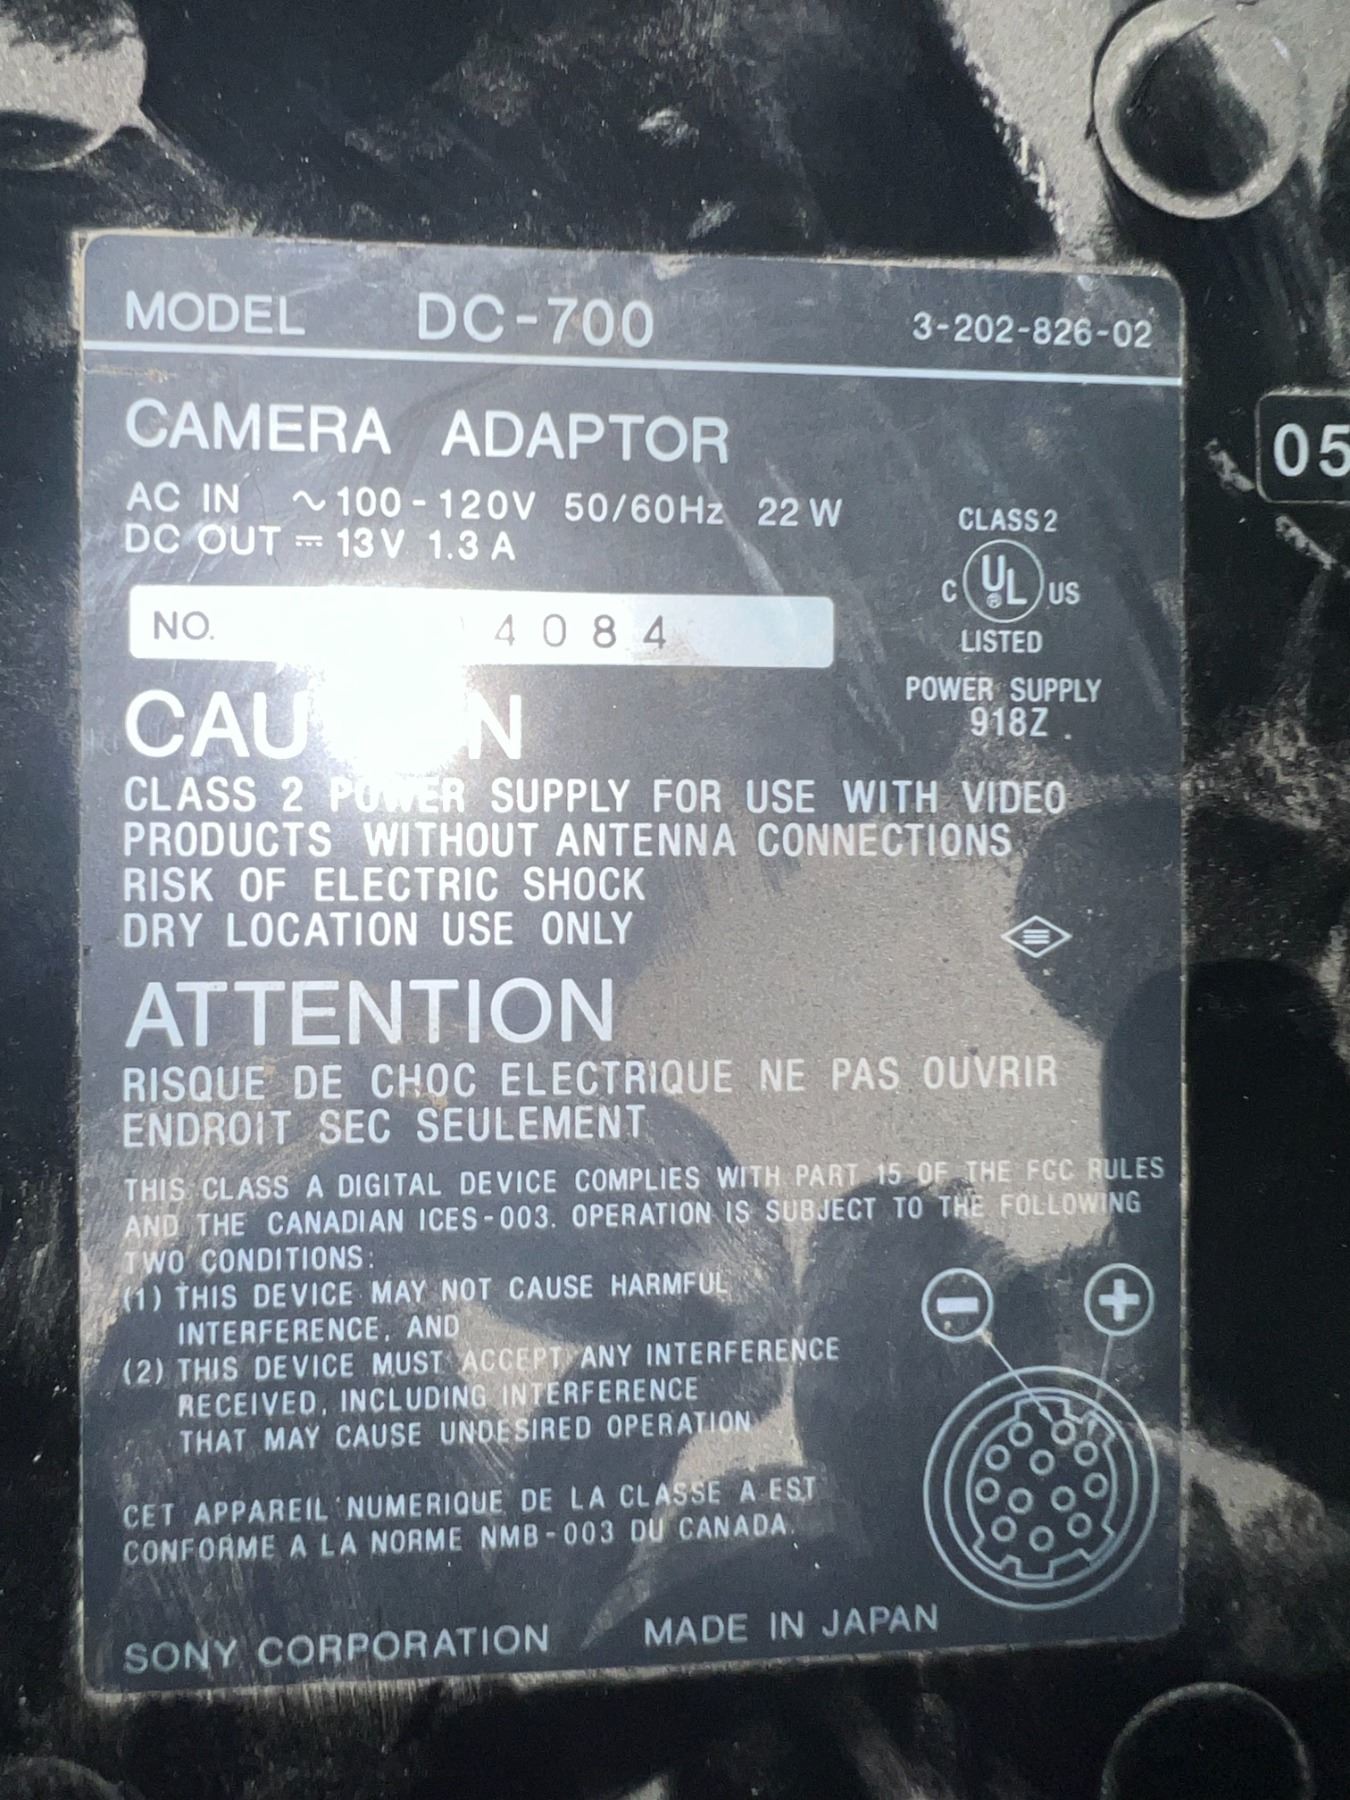 MODEL DC-700 3-202-826-02
CAMERA ADAPTOR
AC IN ~100-120V 50/60Hz 22W
DC OUT ⎓ 13V 1.3A
05
CLASS 2
C UL® US
LISTED
NO. 4084
POWER SUPPLY
918Z .
CLASS 2 POWER SUPPLY FOR USE WITH VIDEO
PRODUCTS WITHOUT ANTENNA CONNECTIONS
RISK OF ELECTRIC SHOCK
DRY LOCATION USE ONLY
ATTENTION
RISQUE DE CHOC ELECTRIQUE NE PAS OUVRIR
ENDROIT SEC SEULEMENT
THIS CLASS A DIGITAL DEVICE COMPLIES WITH PART 15 OF THE FCC RULES
AND THE CANADIAN ICES-003. OPERATION IS SUBJECT TO THE FOLLOWING
TWO CONDITIONS:
(1) THIS DEVICE MAY NOT CAUSE HARMFUL
INTERFERENCE, AND
(2) THIS DEVICE MUST ACCEPT ANY INTERFERENCE
RECEIVED, INCLUDING INTERFERENCE
THAT MAY CAUSE UNDESIRED OPERATION
CET APPAREIL NUMERIQUE DE LA CLASSE A EST
CONFORME A LA NORME NMB-003 DU CANADA.
SONY CORPORATION MADE IN JAPAN